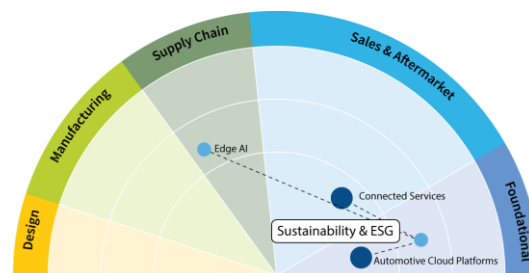 Supply Chain
Sales & Aftermarket
Manufacturing
Edge AI
Connected Services
Foundational
Design
Sustainability & ESG
Automotive Cloud Platforms